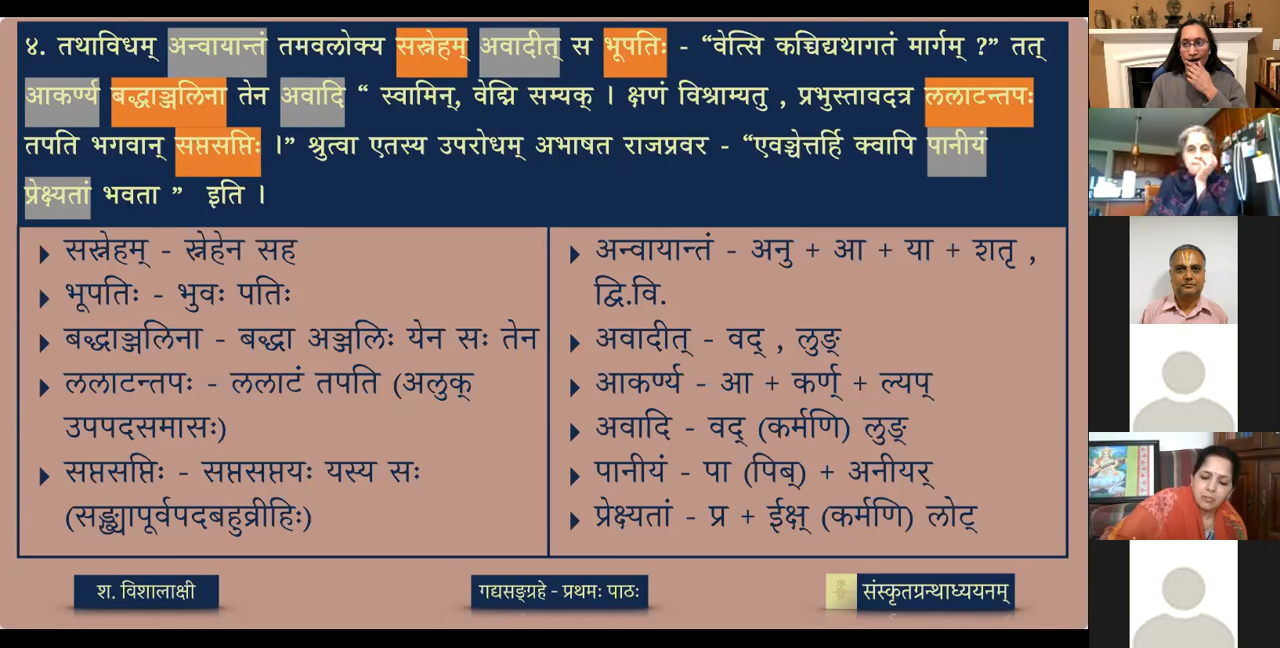 ४. तथाविधम् अन्वायान्तं तमवलोक्य सस्नेहम् अवादीत् स भूपतिः - “वेत्सि कच्चिद्यथागतं मार्गम् ?” तत्
आकर्ण्य बद्धाञ्जलिना तेन अवादि “ स्वामिन्, वेद्मि सम्यक् । क्षणं विश्राम्यतु , प्रभुस्तावदत्र ललाटन्तपः
तपति भगवान् सप्तसप्तिः ।” श्रुत्वा एतस्य उपरोधम् अभाषत राजप्रवर - “एवञ्चेत्तर्हि क्वापि पानीयं
प्रेक्ष्यतां भवता ” इति ।
सस्नेहम् - स्नेहेन सह
भूपतिः - भुवः पतिः
बद्धाञ्जलिना - बद्धा अञ्जलिः येन सः तेन
ललाटन्तपः - ललाटं तपति (अलुक्
उपपदसमासः)
सप्तसप्तिः - सप्तसप्तयः यस्य सः
(सङ्ख्यापूर्वपदबहुव्रीहिः)
अन्वायान्तं - अनु + आ + या + शतृ ,
द्वि.वि.
अवादीत् - वद् , लुङ्
आकर्ण्य - आ + कर्ण् + ल्यप्
अवादि - वद् (कर्मणि) लुङ्
पानीयं - पा (पिब्) + अनीयर्
प्रेक्ष्यतां - प्र + ईक्ष् (कर्मणि) लोट्
श. विशालाक्षी
गद्यसङ्ग्रहे - प्रथमः पाठः
संस्कृतग्रन्थाध्ययनम्